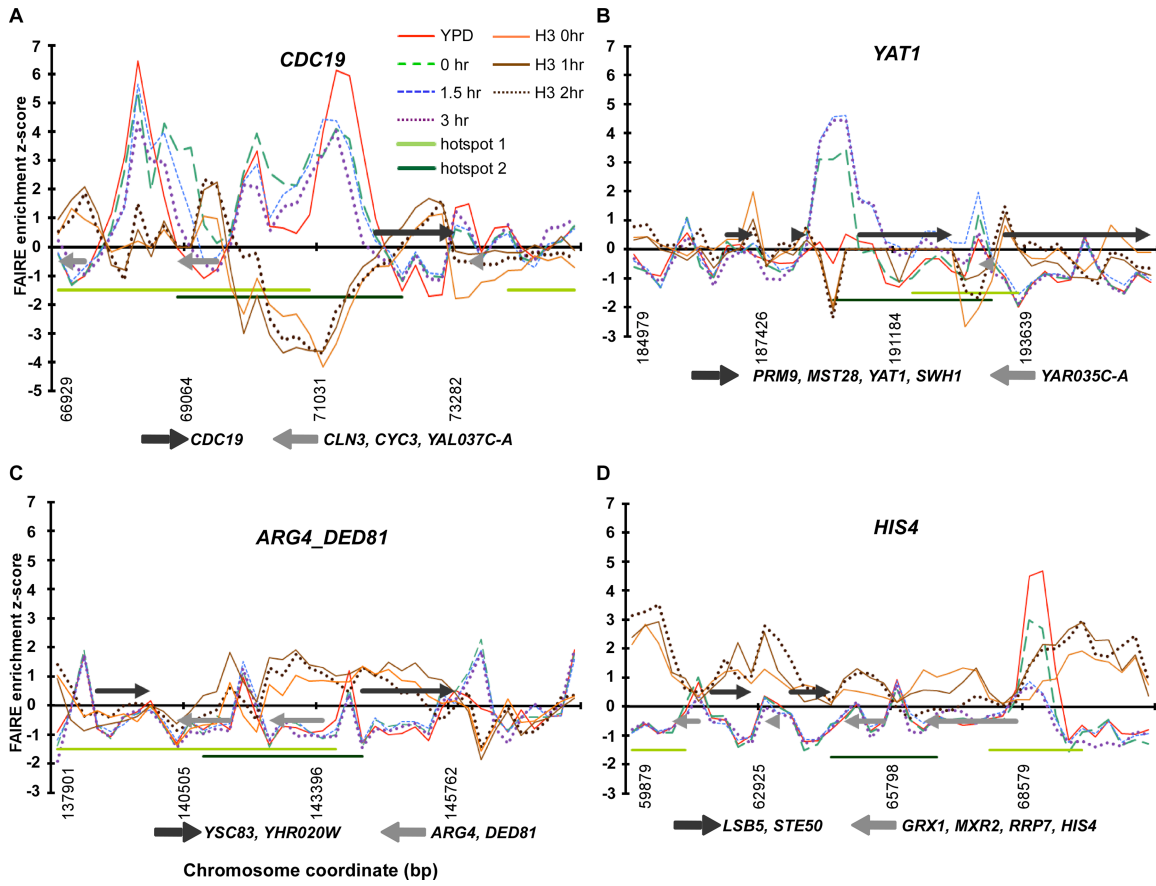 A
CDC19
YPD
0 hr
1.5 hr
3 hr
hotspot 1
hotspot 2
H3 0hr
H3 1hr
H3 2hr
FAIRE enrichment z-score
7
6
5
4
3
2
1
0
-1
-2
-3
-4
-5
66929
69064
71031
73282
CDC19
CLN3, CYC3, YAL037C-A
B
YAT1
7
6
5
4
3
2
1
0
-1
-2
-3
184979
187426
191184
193639
PRM9, MST28, YAT1, SWH1
YAR035C-A
C
ARG4_DED81
FAIRE enrichment z-score
7
6
5
4
3
2
1
0
-1
-2
-3
137901
140505
143396
145762
YSC83, YHR020W
ARG4, DED81
Chromosome coordinate (bp)
D
HIS4
7
6
5
4
3
2
1
0
-1
-2
-3
59879
62925
65798
68579
LSB5, STE50
GRX1, MXR2, RRP7, HIS4